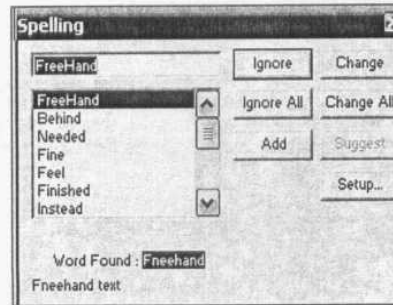 Spelling
FreeHand
Ignore
Change
FreeHand
Behind
Needed
Fine
Feel
Finished
Instead
Ignore All
Change All
Add
Suggest
Setup...
Word Found : Fneehand
Fneehand text